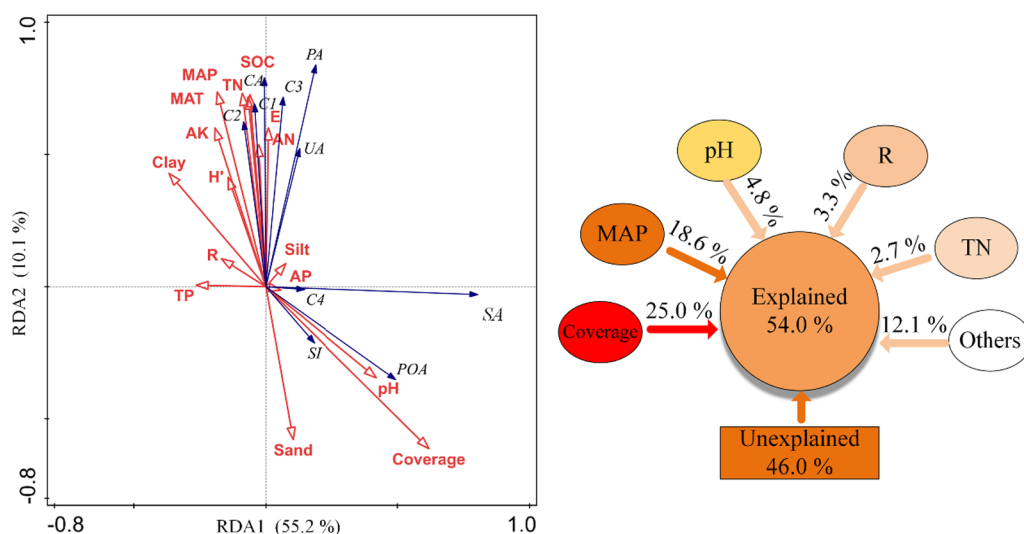 1.0
RDA2 (10.1 %)
-0.8
-0.8
RDA1 (55.2 %)
1.0
PA
SOC
MAP
TN
CA
C3
MAT
C1
C2
E
AK
AN
UA
Clay
H'
R
Silt
AP
TP
C4
SA
SI
POA
pH
Sand
Coverage
pH
R
4.8 %
3.3 %
MAP
18.6 %
2.7 %
TN
Explained
54.0 %
Coverage
25.0 %
12.1 %
Others
Unexplained
46.0 %